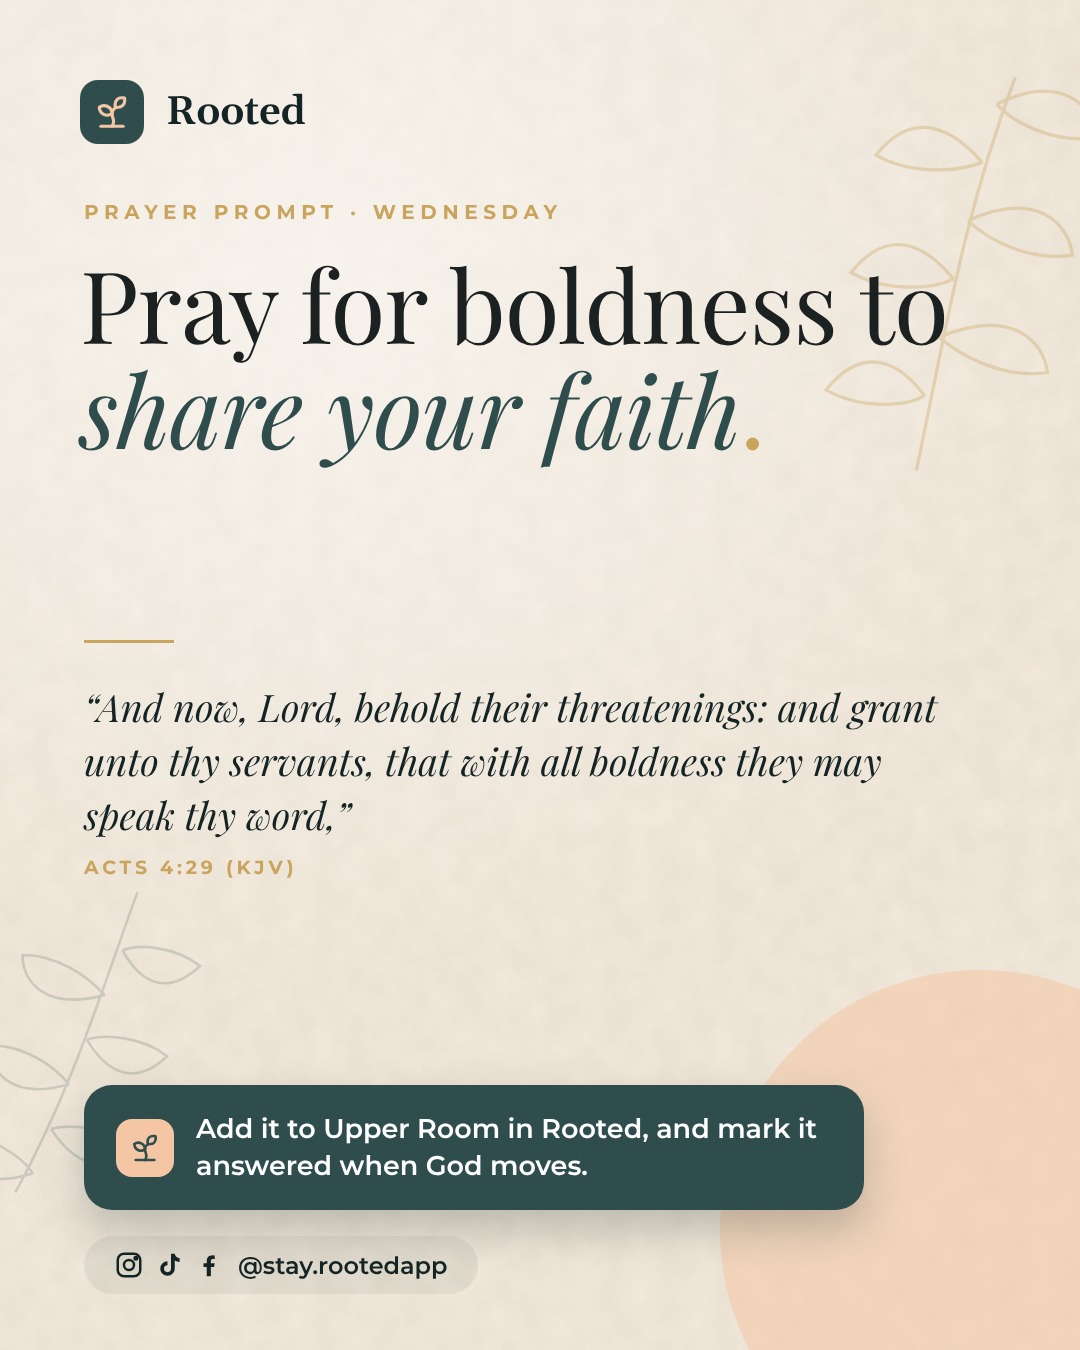 Rooted
PRAYER PROMPT · WEDNESDAY
Pray for boldness to
share your faith.
“And now, Lord, behold their threatenings: and grant
unto thy servants, that with all boldness they may
speak thy word,”
ACTS 4:29 (KJV)
Add it to Upper Room in Rooted, and mark it
answered when God moves.
@stay.rootedapp